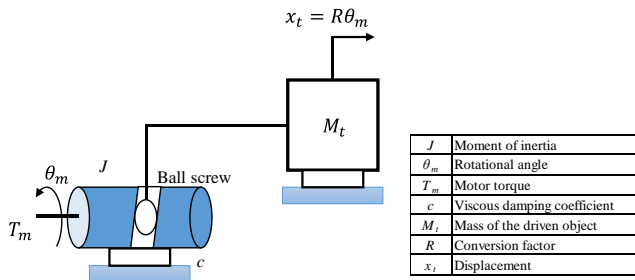 x_t = Rθ_m
M_t
J
θ_m
Ball screw
T_m
c
J Moment of inertia
θ_m Rotational angle
T_m Motor torque
c Viscous damping coefficient
M_t Mass of the driven object
R Conversion factor
x_t Displacement